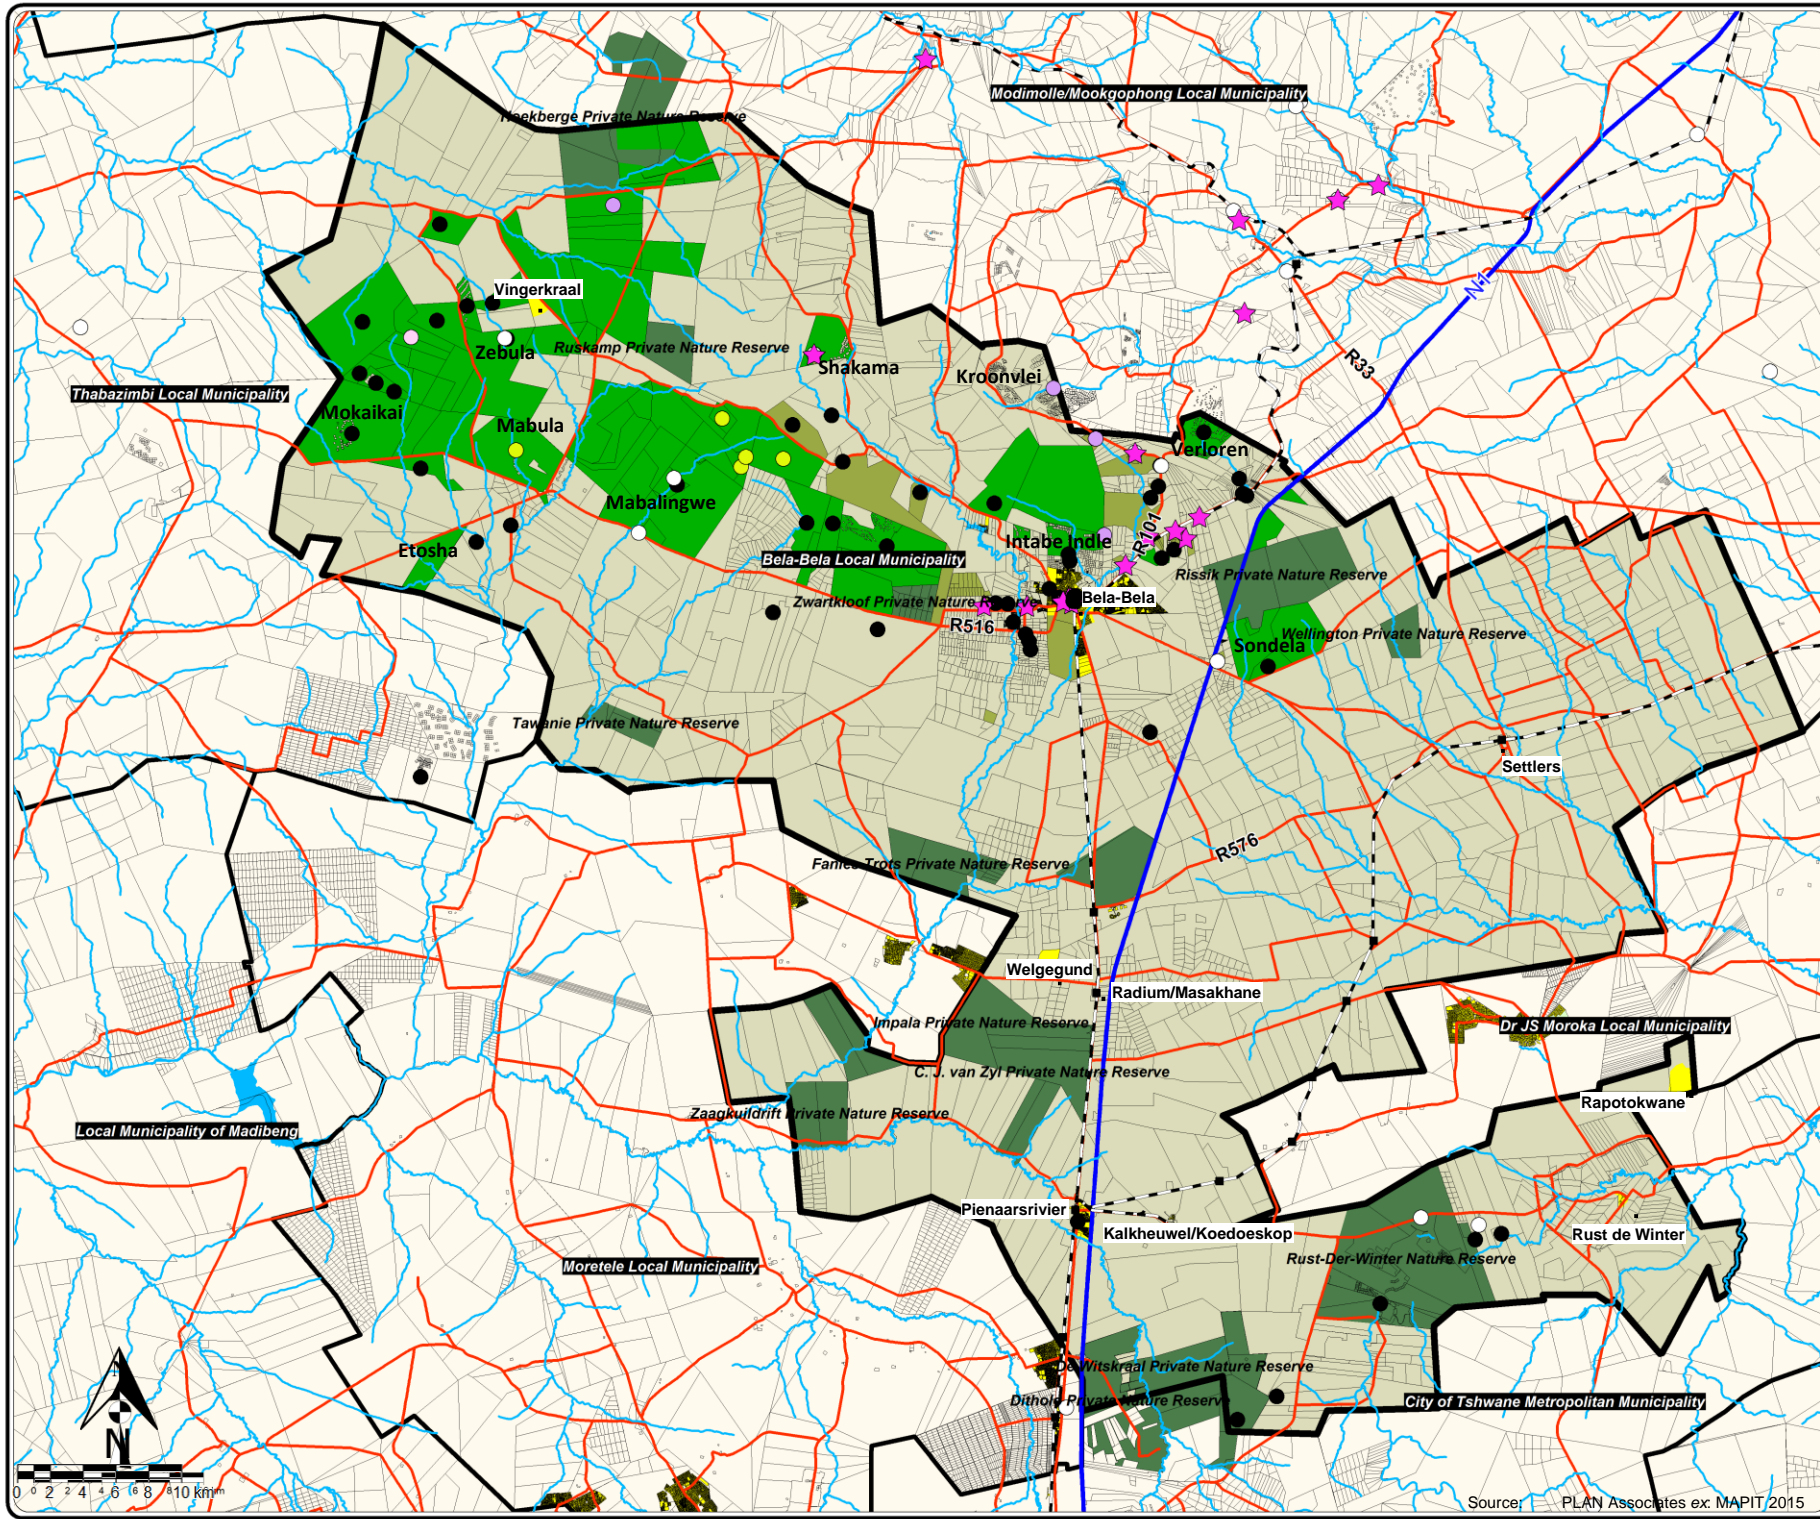 Modimolle/Mookgophong Local Municipality
Hoekberge Private Nature Reserve
N-1
Vingerkraal
Ruskamp Private Nature Reserve
Zebula
Shakama
R33
Kroonvlei
Thabazimbi Local Municipality
Mokaikai
Mabula
Verloren
Mabalingwe
R101
Intabe Indle
Etosha
Bela-Bela Local Municipality
Rissik Private Nature Reserve
Bela-Bela
Zwartkloof Private Nature Reserve
R516
Wellington Private Nature Reserve
Sondela
Tawanie Private Nature Reserve
Settlers
R576
Fanies Trots Private Nature Reserve
Welgegund
Radium/Masakhane
Impala Private Nature Reserve
Dr JS Moroka Local Municipality
C. J. van Zyl Private Nature Reserve
Rapotokwane
Zaagkuildrift Private Nature Reserve
Local Municipality of Madibeng
Pienaarsrivier
Kalkheuwel/Koedoeskop
Rust de Winter
Rust-Der-Winter Nature Reserve
Moretele Local Municipality
De Witskraal Private Nature Reserve
Dithole Private Nature Reserve
City of Tshwane Metropolitan Municipality
N
0 2 4 6 8 10 km
Source: PLAN Associates ex: MAPIT 2015